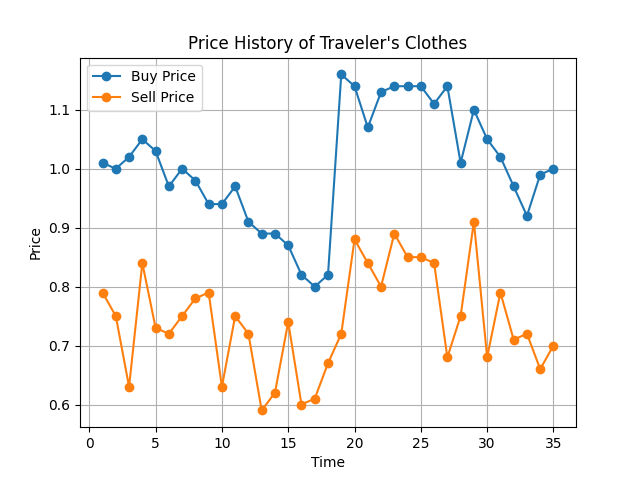 Price History of Traveler's Clothes
Buy Price
Sell Price
Price
1.1
1.0
0.9
0.8
0.7
0.6
0 5 10 15 20 25 30 35
Time